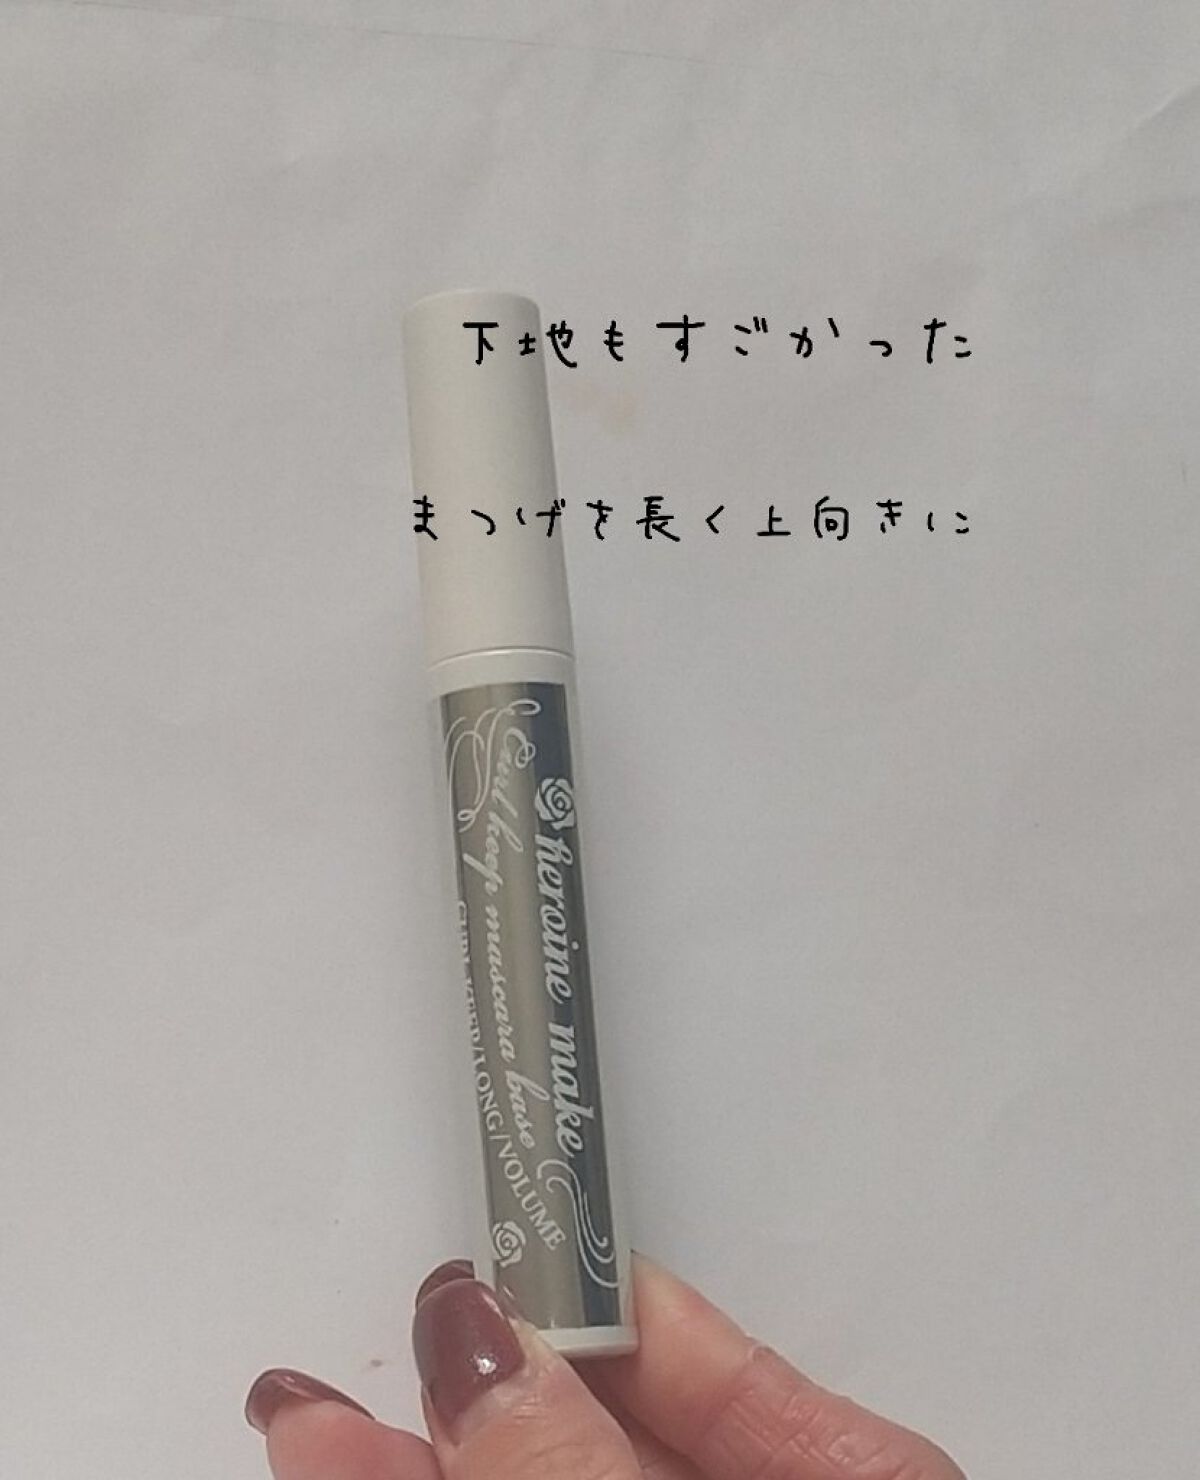 下地もすごかった
まつげを長く上向きに
heroine make
Curl keep mascara base
CURL KEEP/LONG/VOLUME